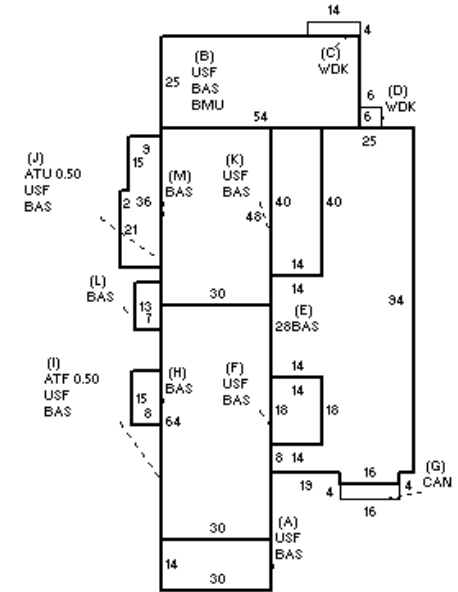 14
4
(C)
WDK
(B)
USF
BAS
BMU
25
54
6
(D)
WDK
6
25
(J)
ATU 0.50
USF
BAS
9
15
2 36
21
(M)
BAS
(K)
USF
BAS
48
40
40
14
14
(L)
BAS
13
7
30
(E)
28BAS
94
(I)
ATF 0.50
USF
BAS
15
8
(H)
BAS
64
(F)
USF
BAS
14
14
18
18
8 14
19
16
4
4
16
(G)
CAN
30
(A)
USF
BAS
14
30